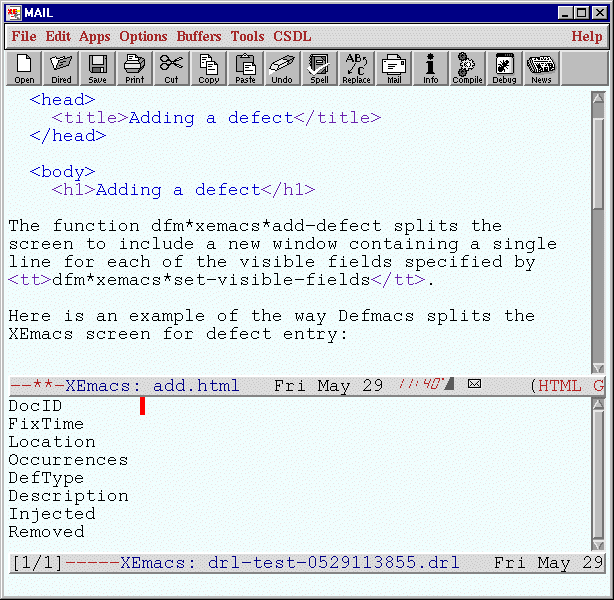 MAIL
File Edit Apps Options Buffers Tools CSDL Help
Open Dired Save Print Cut Copy Paste Undo Spell Replace Mail Info Compile Debug News
<head>
<title>Adding a defect</title>
</head>
<body>
<h1>Adding a defect</h1>
The function dfm*xemacs*add-defect splits the
screen to include a new window containing a single
line for each of the visible fields specified by
<tt>dfm*xemacs*set-visible-fields</tt>.
Here is an example of the way Defmacs splits the
XEmacs screen for defect entry:
--**-XEmacs: add.html Fri May 29 11:40 (HTML G
DocID
FixTime
Location
Occurrences
DefType
Description
Injected
Removed
[1/1]-----XEmacs: drl-test-0529113855.drl Fri May 29